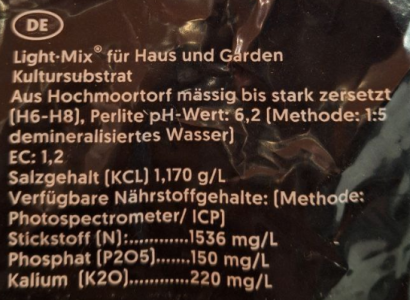 DE
Light-Mix® für Haus und Garden
Kultursubstrat
Aus Hochmoortorf mässig bis stark zersetzt
(H6-H8), Perlite pH-Wert: 6,2 (Methode: 1:5
demineralisiertes Wasser)
EC: 1,2
Salzgehalt (KCL) 1,170 g/L
Verfügbare Nährstoffgehalte: (Methode:
Photospectrometer/ ICP)
Stickstoff (N):............1536 mg/L
Phosphat (P2O5)......150 mg/L
Kalium (K2O)............220 mg/L